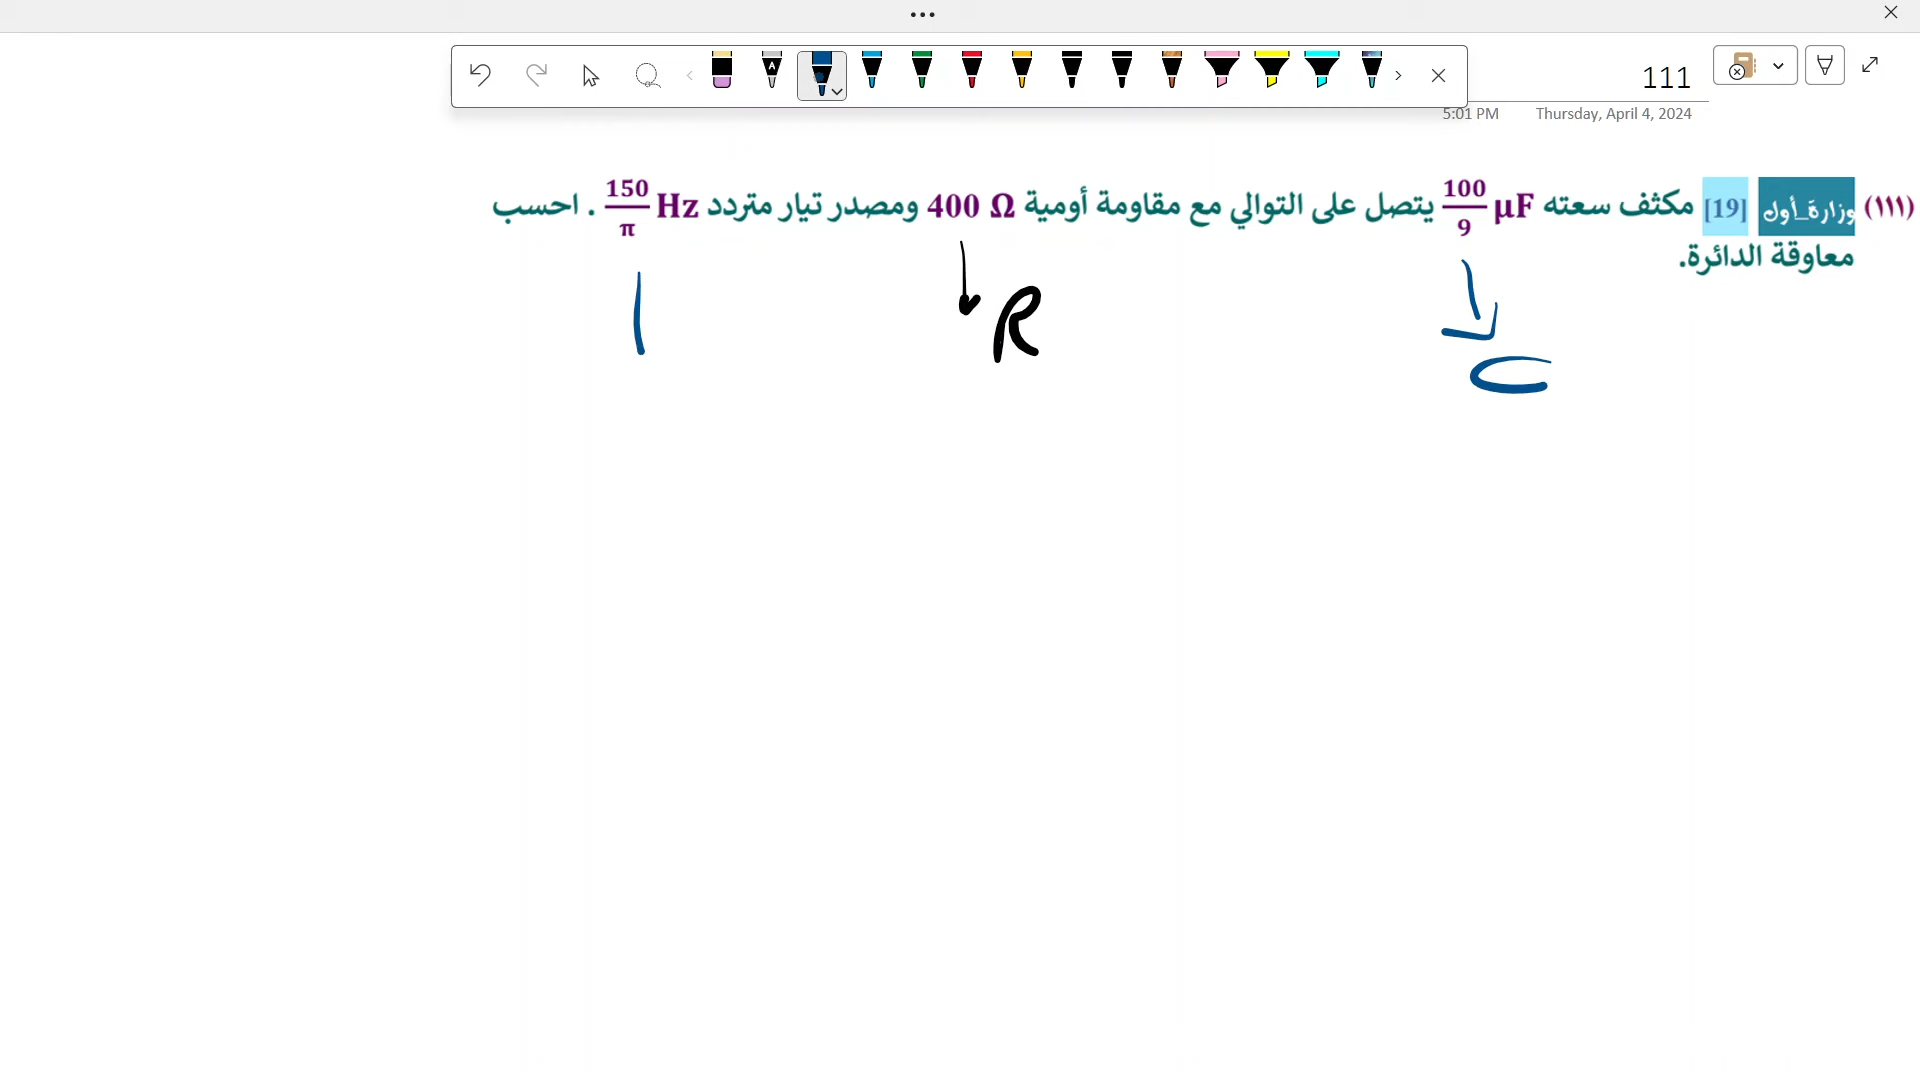 111
5:01 PM Thursday, April 4, 2024
(١١١) وزارة_أول [19] مكثف سعته 100/9 μF يتصل على التوالي مع مقاومة أومية 400 Ω ومصدر تيار متردد 150/π Hz . احسب
معاوقة الدائرة.
R
C